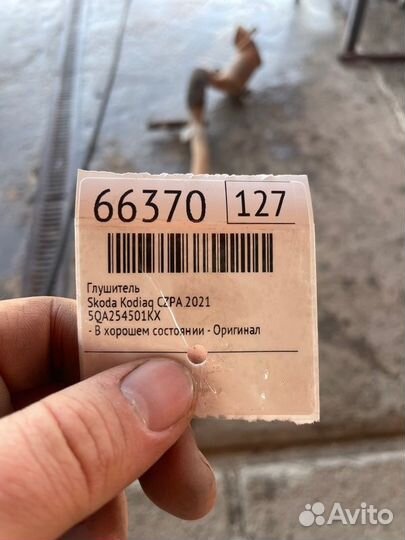 66370 127
Глушитель
Skoda Kodiaq CZPA 2021
5QA254501KX
- В хорошем состоянии - Оригинал
Avito